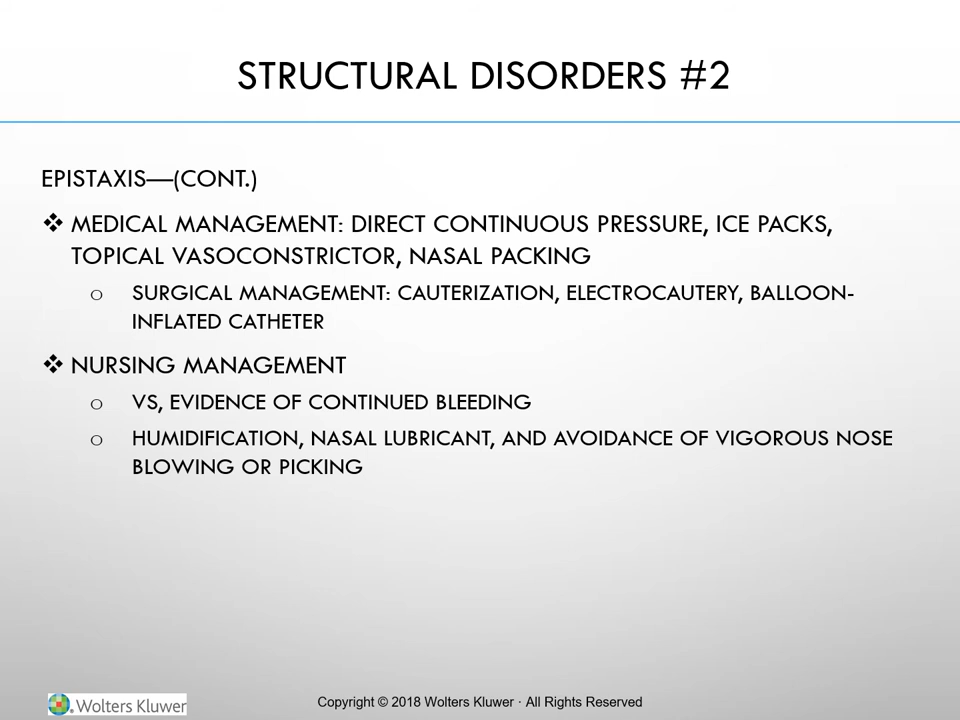 STRUCTURAL DISORDERS #2
EPISTAXIS—(CONT.)
❖ MEDICAL MANAGEMENT: DIRECT CONTINUOUS PRESSURE, ICE PACKS,
TOPICAL VASOCONSTRICTOR, NASAL PACKING
o SURGICAL MANAGEMENT: CAUTERIZATION, ELECTROCAUTERY, BALLOON-
INFLATED CATHETER
❖ NURSING MANAGEMENT
o VS, EVIDENCE OF CONTINUED BLEEDING
o HUMIDIFICATION, NASAL LUBRICANT, AND AVOIDANCE OF VIGOROUS NOSE
BLOWING OR PICKING
Wolters Kluwer
Copyright © 2018 Wolters Kluwer · All Rights Reserved